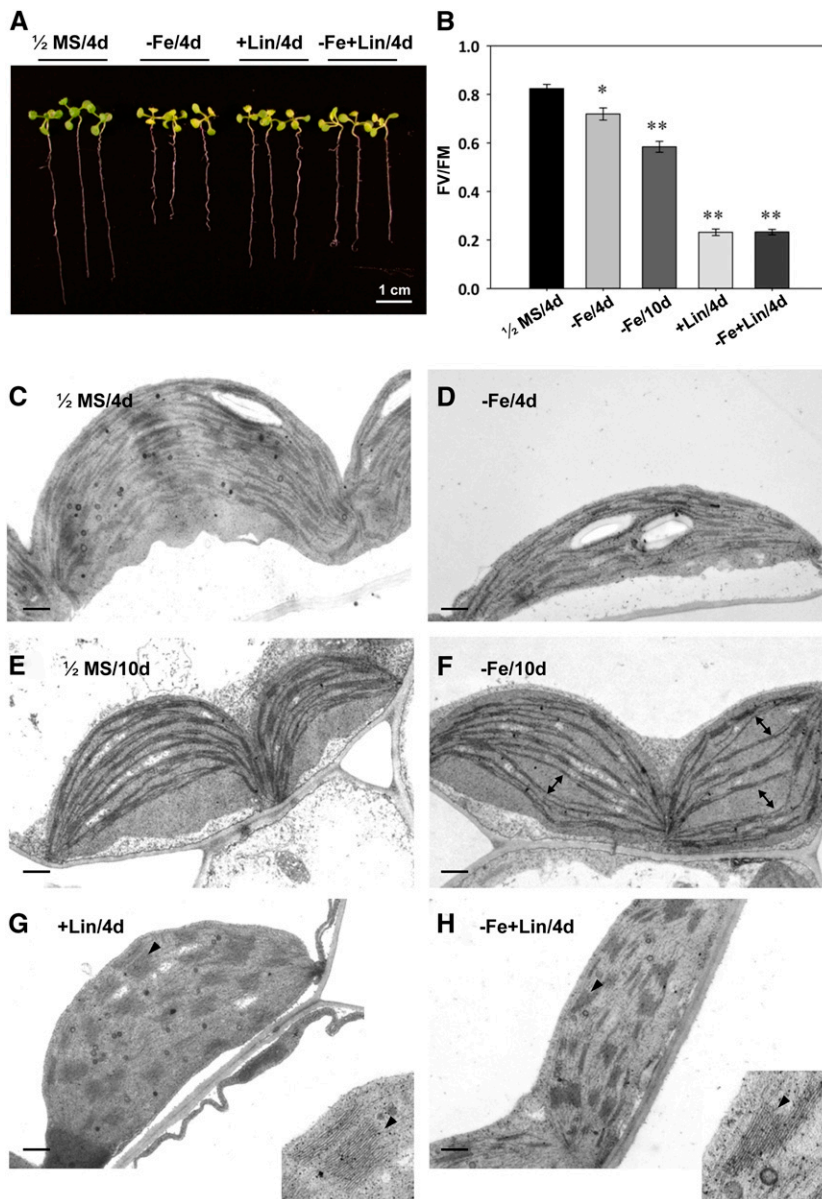 A
½ MS/4d -Fe/4d +Lin/4d -Fe+Lin/4d
1 cm
B
1.0
0.8
0.6
0.4
0.2
0.0
FV/FM
*
**
**
**
½ MS/4d
-Fe/4d
-Fe/10d
+Lin/4d
-Fe+Lin/4d
C ½ MS/4d
D -Fe/4d
E ½ MS/10d
F -Fe/10d
G +Lin/4d
H -Fe+Lin/4d